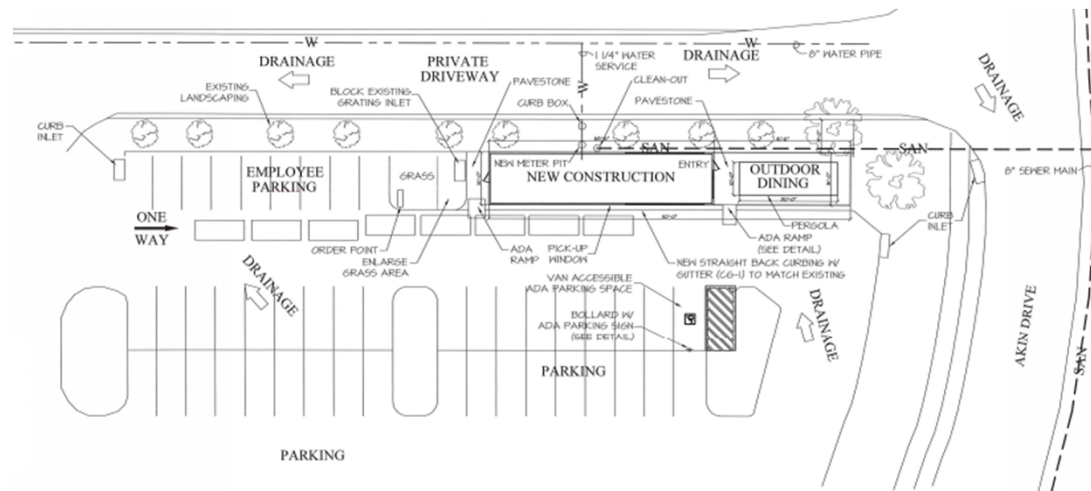 W
W
DRAINAGE
PRIVATE
DRIVEWAY
1 1/4" WATER
SERVICE
W
DRAINAGE
8" WATER PIPE
DRAINAGE
EXISTING
LANDSCAPING
BLOCK EXISTING
GRATING INLET
PAVESTONE
CURB BOX
CLEAN-OUT
PAVESTONE
CURB
INLET
SAN
SAN
NEW METER PIT
ENTRY
EMPLOYEE
PARKING
GRASS
NEW CONSTRUCTION
OUTDOOR
DINING
8" SEWER MAIN
ONE
WAY
ORDER POINT
ENLARGE
GRASS AREA
ADA
RAMP
PICK-UP
WINDOW
PERGOLA
ADA RAMP
(SEE DETAIL)
CURB
INLET
NEW STRAIGHT BACK CURBING W/
GUTTER (CG-1) TO MATCH EXISTING
DRAINAGE
VAN ACCESSIBLE
ADA PARKING SPACE
BOLLARD W/
ADA PARKING SIGN
(SEE DETAIL)
DRAINAGE
AKIN DRIVE
SAN
PARKING
PARKING